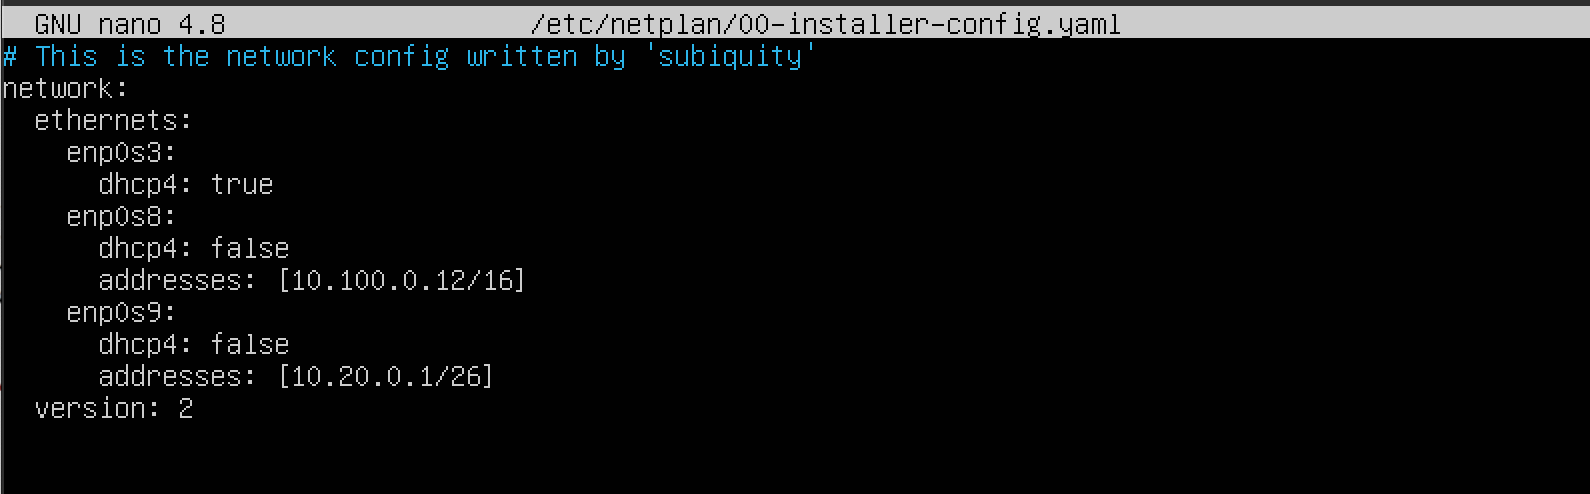 GNU nano 4.8 /etc/netplan/00-installer-config.yaml
# This is the network config written by 'subiquity'
network:
  ethernets:
    enp0s3:
      dhcp4: true
    enp0s8:
      dhcp4: false
      addresses: [10.100.0.12/16]
    enp0s9:
      dhcp4: false
      addresses: [10.20.0.1/26]
  version: 2